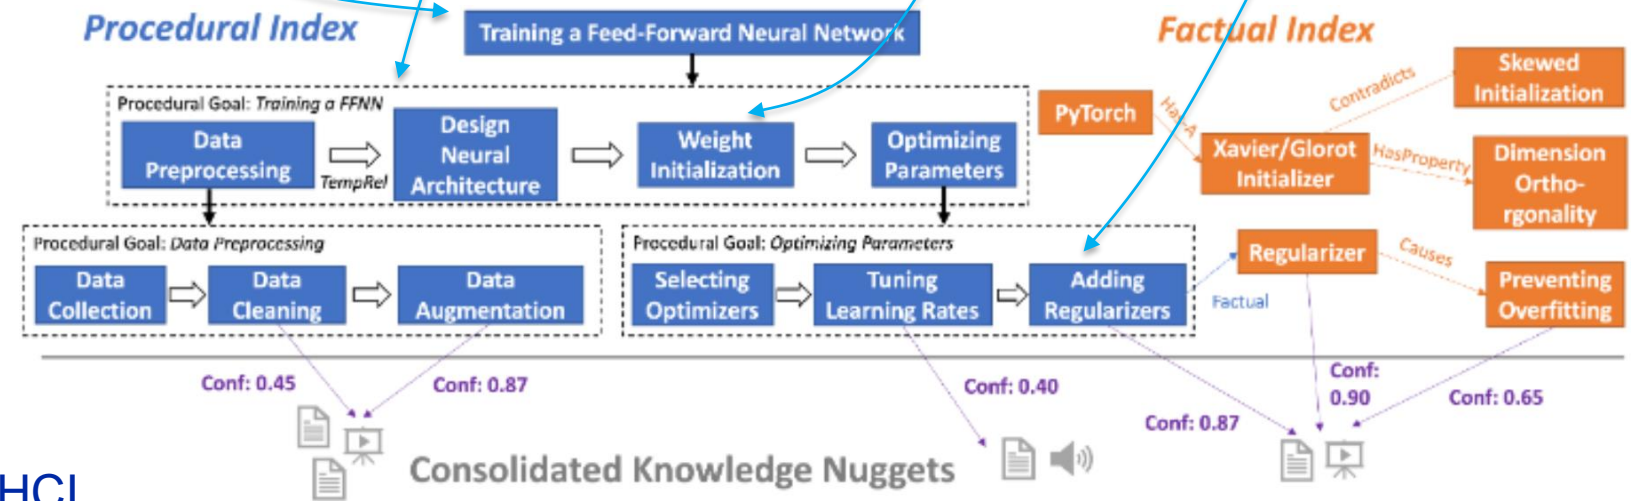 Procedural Index
Training a Feed-Forward Neural Network
Factual Index
Procedural Goal: Training a FFNN
Data
Preprocessing
TempRel
Design
Neural
Architecture
Weight
Initialization
Optimizing
Parameters
PyTorch
Has-A
Xavier/Glorot
Initializer
Contradicts
Skewed
Initialization
HasProperty
Dimension
Ortho-
rgonality
Procedural Goal: Data Preprocessing
Data
Collection
Data
Cleaning
Data
Augmentation
Procedural Goal: Optimizing Parameters
Selecting
Optimizers
Tuning
Learning Rates
Adding
Regularizers
Factual
Regularizer
Causes
Preventing
Overfitting
Conf: 0.45
Conf: 0.87
Conf: 0.40
Conf: 0.87
Conf:
0.90
Conf: 0.65
Consolidated Knowledge Nuggets
HCI